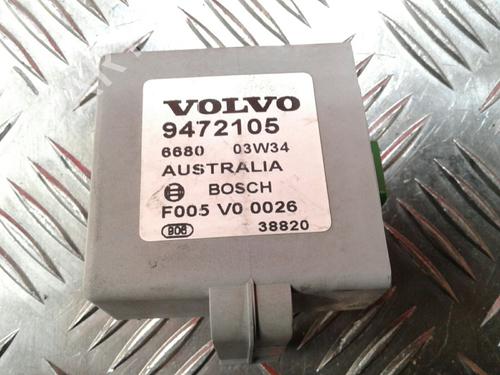 VOLVO
9472105
6680 03W34
AUSTRALIA
BOSCH
F005 V0 0026
38820
906